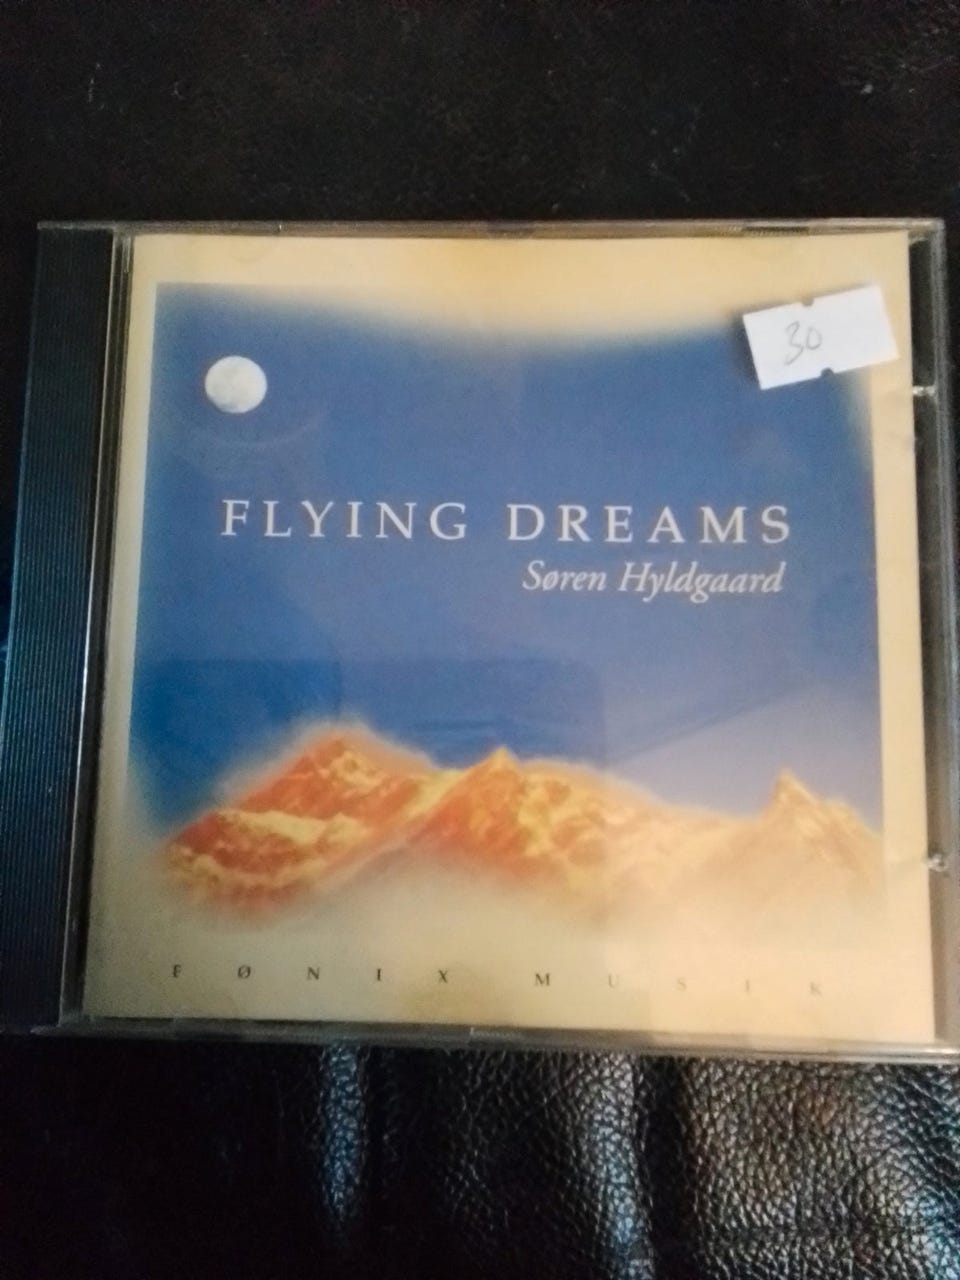 30
FLYING DREAMS
Søren Hyldgaard
FØNIX MUSIK